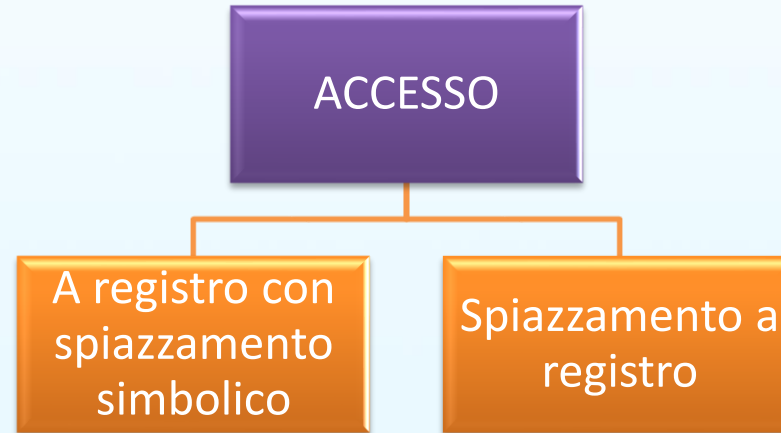 ACCESSO
A registro con
spiazzamento
simbolico
Spiazzamento a
registro